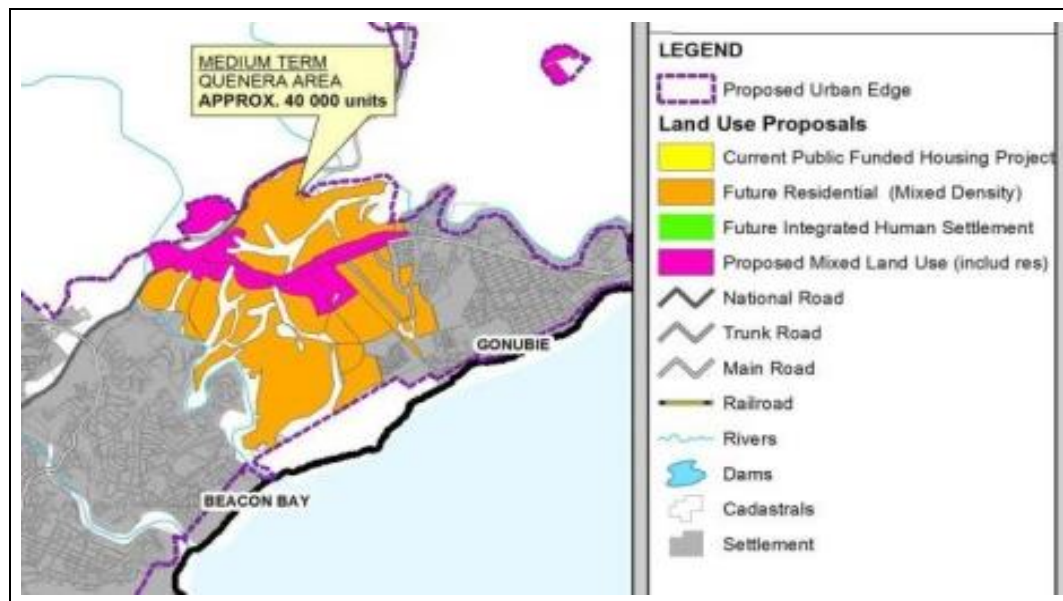 MEDIUM TERM
QUENERA AREA
APPROX. 40 000 units
GONUBIE
BEACON BAY
LEGEND
Proposed Urban Edge
Land Use Proposals
Current Public Funded Housing Project
Future Residential (Mixed Density)
Future Integrated Human Settlement
Proposed Mixed Land Use (includ res)
National Road
Trunk Road
Main Road
Railroad
Rivers
Dams
Cadastrals
Settlement